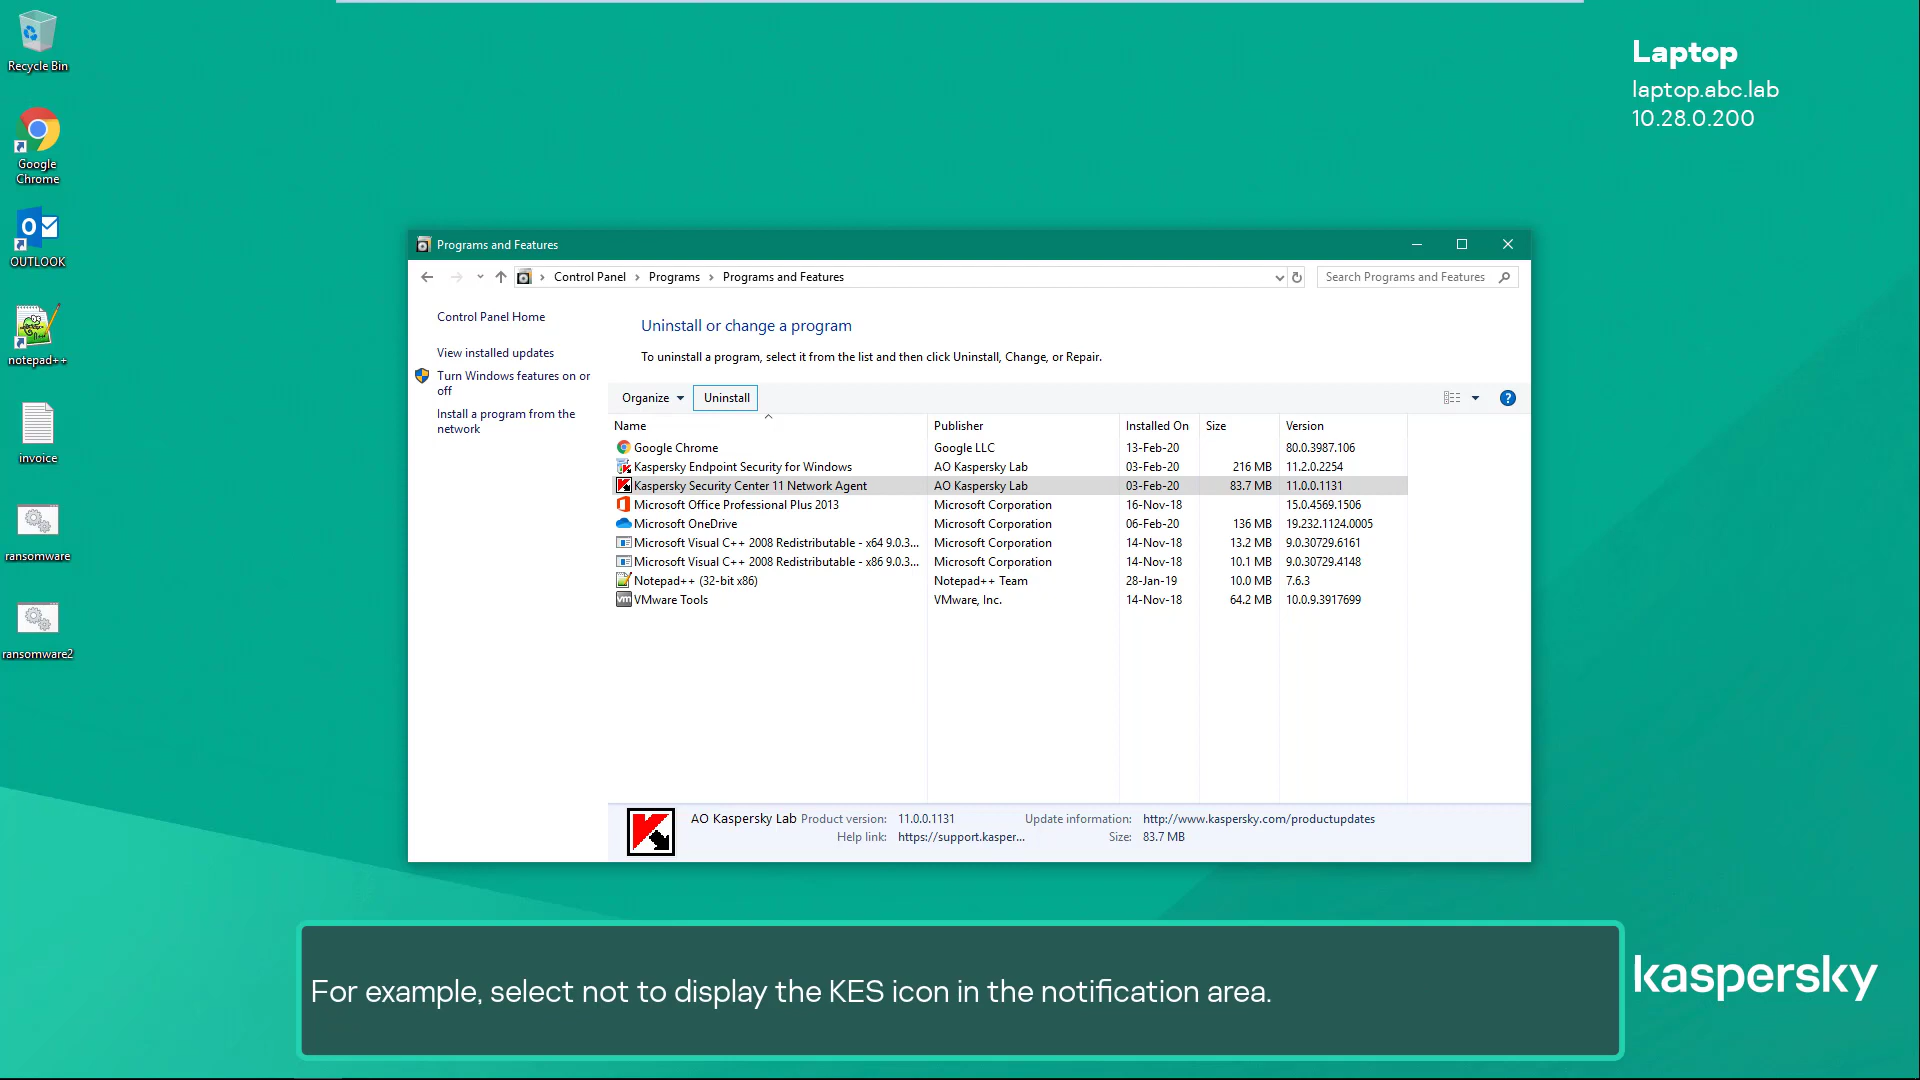 Recycle Bin
Google
Chrome
OUTLOOK
notepad++
invoice
ransomware
ransomware2
Laptop
laptop.abc.lab
10.28.0.200
Programs and Features
Control Panel > Programs > Programs and Features
Search Programs and Features
Control Panel Home
View installed updates
Turn Windows features on or
off
Install a program from the
network
Uninstall or change a program
To uninstall a program, select it from the list and then click Uninstall, Change, or Repair.
Organize Uninstall
Name Publisher Installed On Size Version
Google Chrome Google LLC 13-Feb-20 80.0.3987.106
Kaspersky Endpoint Security for Windows AO Kaspersky Lab 03-Feb-20 216 MB 11.2.0.2254
Kaspersky Security Center 11 Network Agent AO Kaspersky Lab 03-Feb-20 83.7 MB 11.0.0.1131
Microsoft Office Professional Plus 2013 Microsoft Corporation 16-Nov-18 15.0.4569.1506
Microsoft OneDrive Microsoft Corporation 06-Feb-20 136 MB 19.232.1124.0005
Microsoft Visual C++ 2008 Redistributable - x64 9.0.3... Microsoft Corporation 14-Nov-18 13.2 MB 9.0.30729.6161
Microsoft Visual C++ 2008 Redistributable - x86 9.0.3... Microsoft Corporation 14-Nov-18 10.1 MB 9.0.30729.4148
Notepad++ (32-bit x86) Notepad++ Team 28-Jan-19 10.0 MB 7.6.3
VMware Tools VMware, Inc. 14-Nov-18 64.2 MB 10.0.9.3917699
AO Kaspersky Lab Product version: 11.0.0.1131 Update information: http://www.kaspersky.com/productupdates
Help link: https://support.kasper... Size: 83.7 MB
For example, select not to display the KES icon in the notification area.
kaspersky